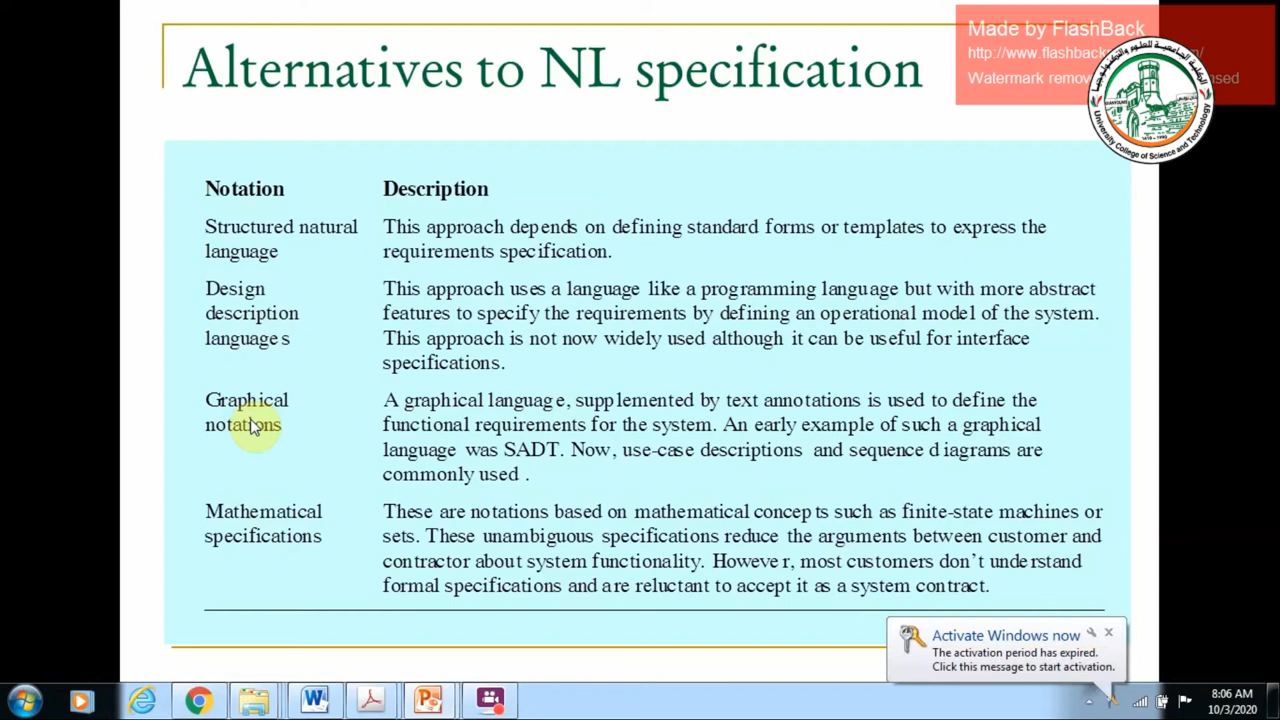 Made by FlashBack
Alternatives to NL specification
http://www.flashback
Watermark
University College of Science and Technology
Notation Description
Structured natural language
This approach depends on defining standard forms or templates to express the
requirements specification.
Design description languages
This approach uses a language like a programming language but with more abstract
features to specify the requirements by defining an operational model of the system.
This approach is not now widely used although it can be useful for interface
specifications.
Graphical notations
A graphical language, supplemented by text annotations is used to define the
functional requirements for the system. An early example of such a graphical
language was SADT. Now, use-case descriptions and sequence diagrams are
commonly used .
Mathematical specifications
These are notations based on mathematical concepts such as finite-state machines or
sets. These unambiguous specifications reduce the arguments between customer and
contractor about system functionality. However, most customers don’t understand
formal specifications and are reluctant to accept it as a system contract.
Activate Windows now
The activation period has expired.
Click this message to start activation.
8:06 AM
10/3/2020